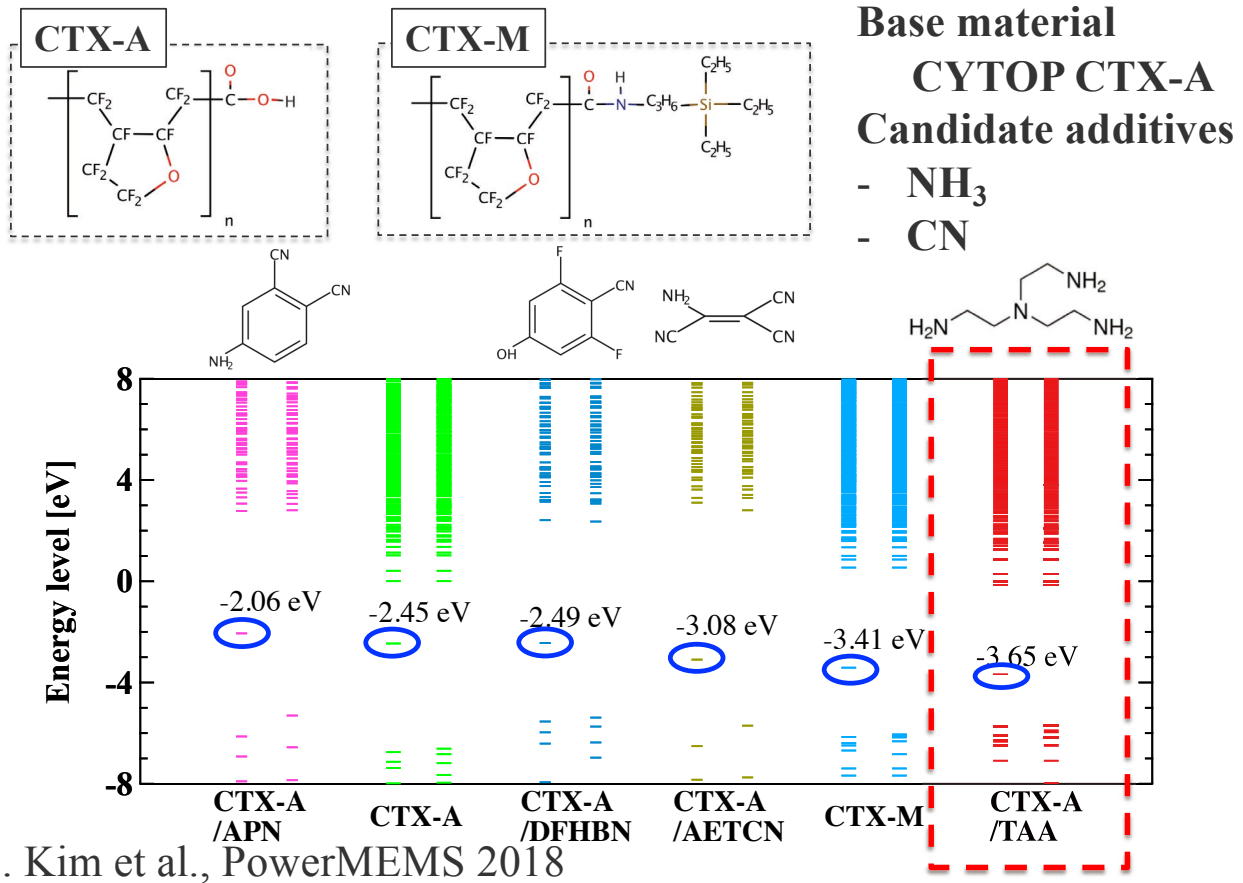 CTX-A
CTX-M
Base material
CYTOP CTX-A
Candidate additives
- NH₃
- CN
CF₂ CF₂ C O O H
CF CF
CF₂ CF₂ O
n
CF₂ CF₂ C O N H C₃H₆ Si C₂H₅ C₂H₅ C₂H₅
CF CF
CF₂ CF₂ O
n
CN
CN
NH₂
F
CN
OH
F
NH₂ CN
NC CN
NH₂
N
H₂N NH₂
Energy level [eV]
8
4
0
-4
-8
-2.06 eV
-2.45 eV
-2.49 eV
-3.08 eV
-3.41 eV
-3.65 eV
CTX-A
/APN
CTX-A
CTX-A
/DFHBN
CTX-A
/AETCN
CTX-M
CTX-A
/TAA
. Kim et al., PowerMEMS 2018